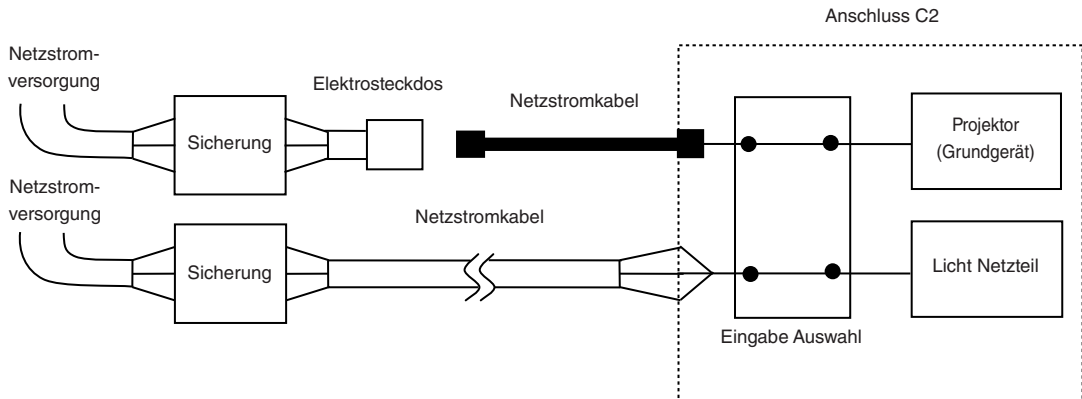 Anschluss C2
Netzstrom-
versorgung
Elektrosteckdos
Netzstromkabel
Sicherung
Projektor
(Grundgerät)
Netzstrom-
versorgung
Netzstromkabel
Sicherung
Licht Netzteil
Eingabe Auswahl